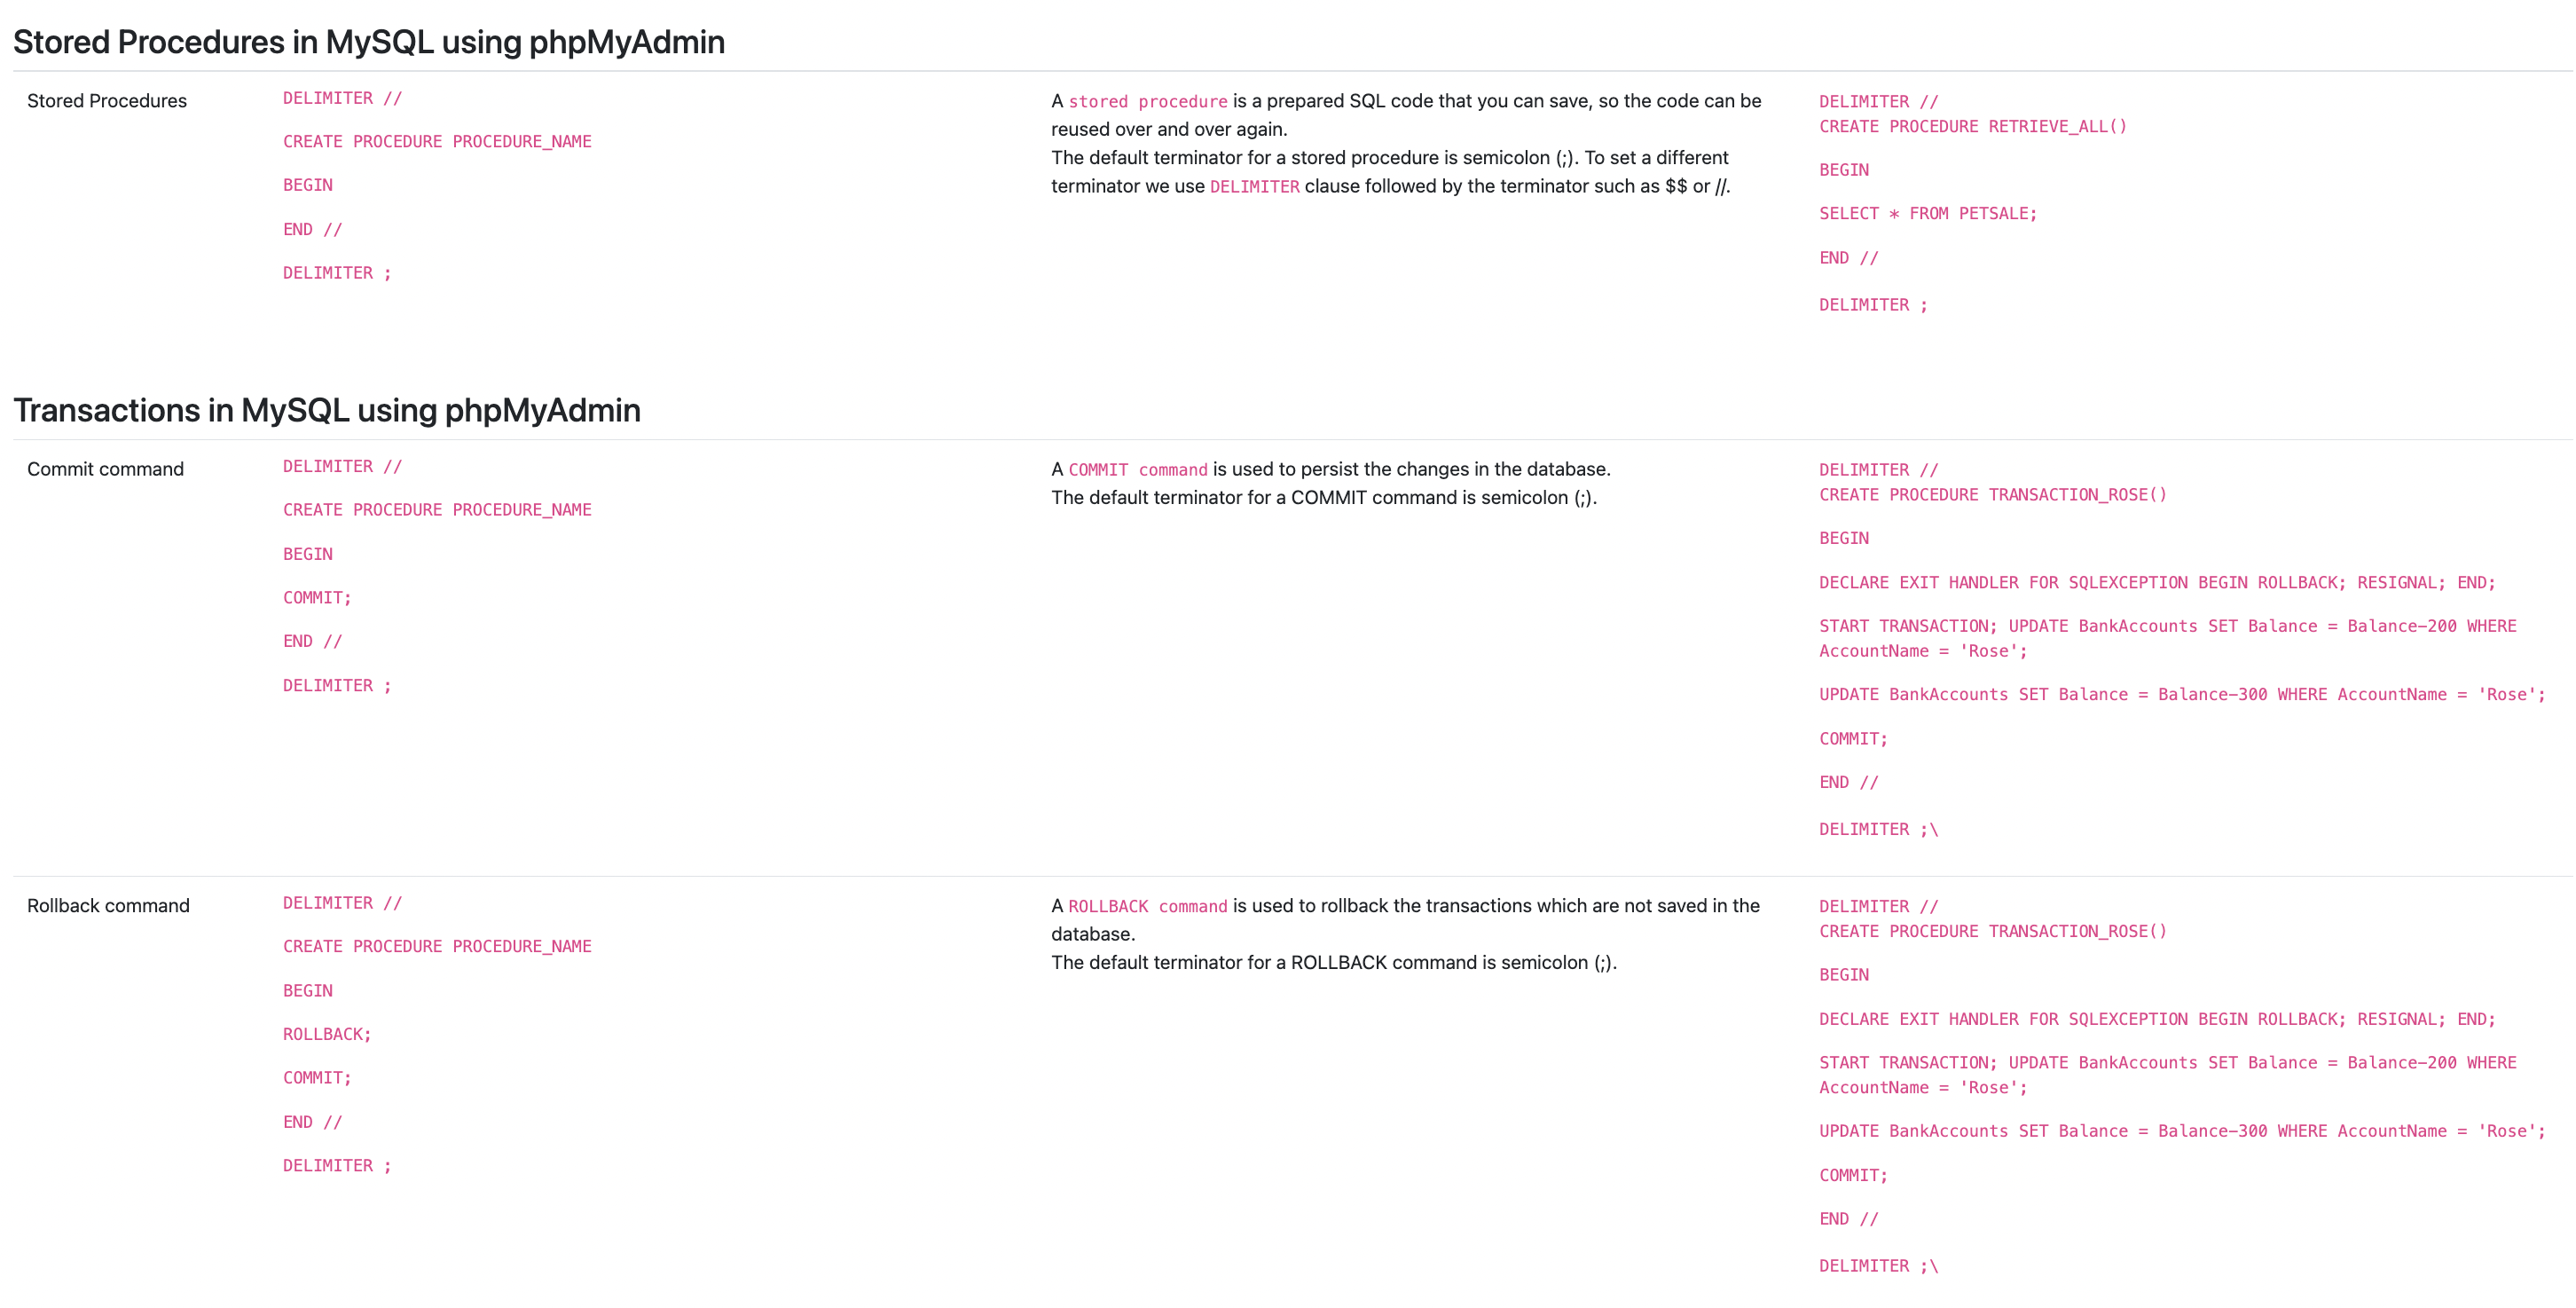 Stored Procedures in MySQL using phpMyAdmin
Stored Procedures
DELIMITER //
CREATE PROCEDURE PROCEDURE_NAME
BEGIN
END //
DELIMITER ;
A stored procedure is a prepared SQL code that you can save, so the code can be
reused over and over again.
The default terminator for a stored procedure is semicolon (;). To set a different
terminator we use DELIMITER clause followed by the terminator such as $$ or //.
DELIMITER //
CREATE PROCEDURE RETRIEVE_ALL()
BEGIN
SELECT * FROM PETSALE;
END //
DELIMITER ;
Transactions in MySQL using phpMyAdmin
Commit command
DELIMITER //
CREATE PROCEDURE PROCEDURE_NAME
BEGIN
COMMIT;
END //
DELIMITER ;
A COMMIT command is used to persist the changes in the database.
The default terminator for a COMMIT command is semicolon (;).
DELIMITER //
CREATE PROCEDURE TRANSACTION_ROSE()
BEGIN
DECLARE EXIT HANDLER FOR SQLEXCEPTION BEGIN ROLLBACK; RESIGNAL; END;
START TRANSACTION; UPDATE BankAccounts SET Balance = Balance-200 WHERE
AccountName = 'Rose';
UPDATE BankAccounts SET Balance = Balance-300 WHERE AccountName = 'Rose';
COMMIT;
END //
DELIMITER ;\
Rollback command
DELIMITER //
CREATE PROCEDURE PROCEDURE_NAME
BEGIN
ROLLBACK;
COMMIT;
END //
DELIMITER ;
A ROLLBACK command is used to rollback the transactions which are not saved in the
database.
The default terminator for a ROLLBACK command is semicolon (;).
DELIMITER //
CREATE PROCEDURE TRANSACTION_ROSE()
BEGIN
DECLARE EXIT HANDLER FOR SQLEXCEPTION BEGIN ROLLBACK; RESIGNAL; END;
START TRANSACTION; UPDATE BankAccounts SET Balance = Balance-200 WHERE
AccountName = 'Rose';
UPDATE BankAccounts SET Balance = Balance-300 WHERE AccountName = 'Rose';
COMMIT;
END //
DELIMITER ;\